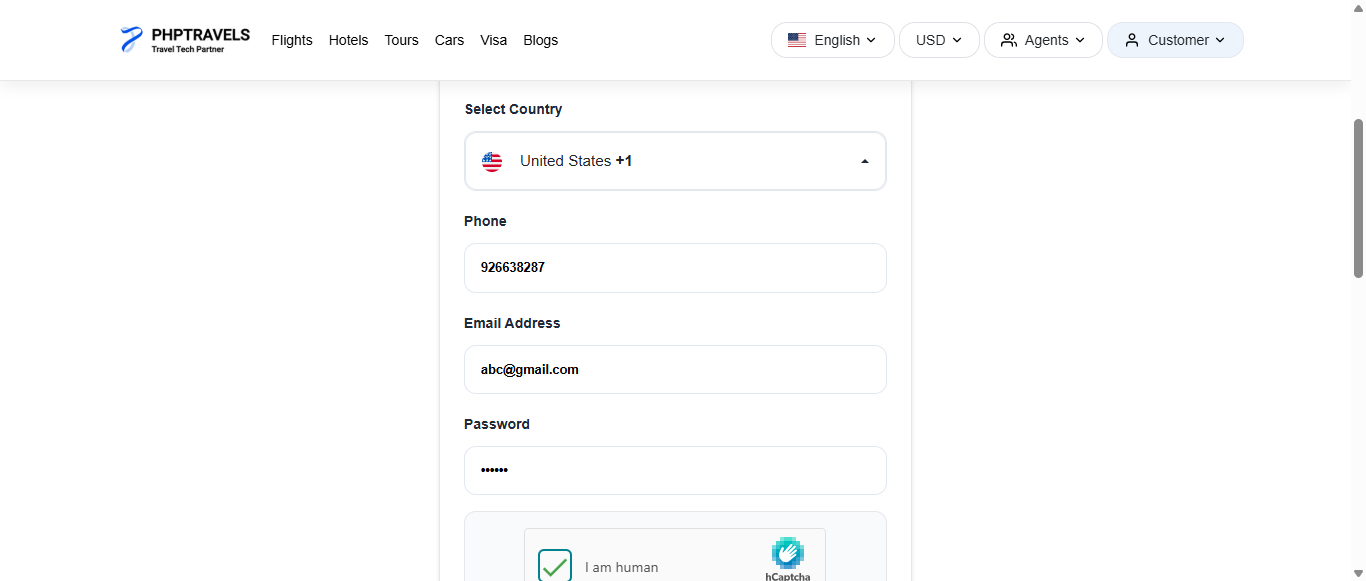 PHPTRAVELS
Travel Tech Partner
Flights Hotels Tours Cars Visa Blogs
English USD Agents Customer
Select Country
United States +1
Phone
926638287
Email Address
abc@gmail.com
Password
••••••
I am human
hCaptcha